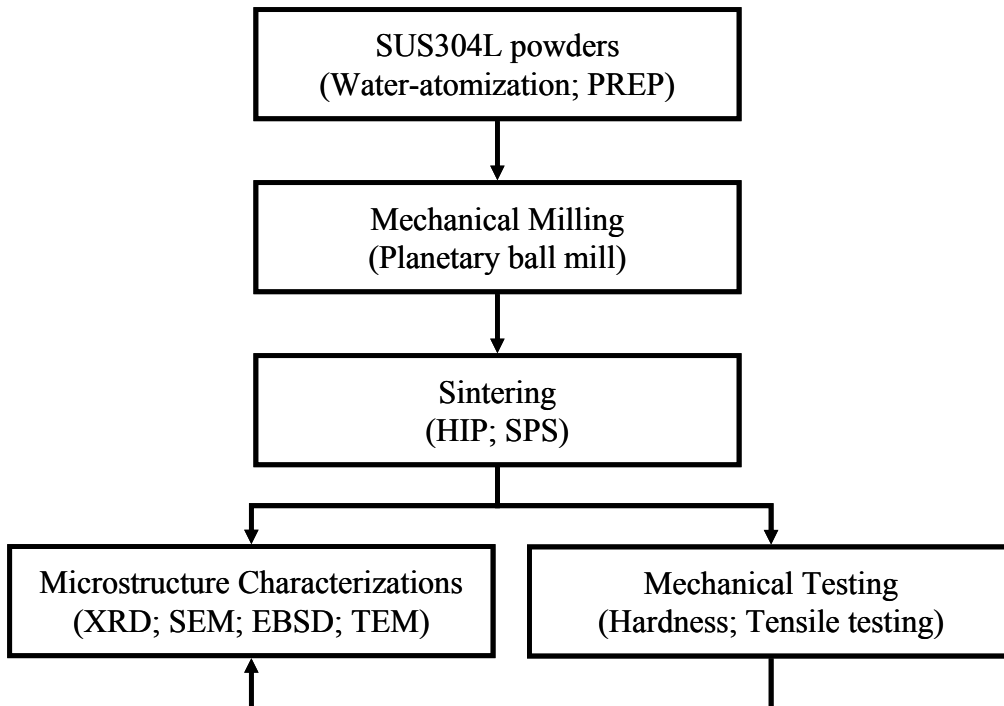 SUS304L powders
(Water-atomization; PREP)
Mechanical Milling
(Planetary ball mill)
Sintering
(HIP; SPS)
Microstructure Characterizations
(XRD; SEM; EBSD; TEM)
Mechanical Testing
(Hardness; Tensile testing)